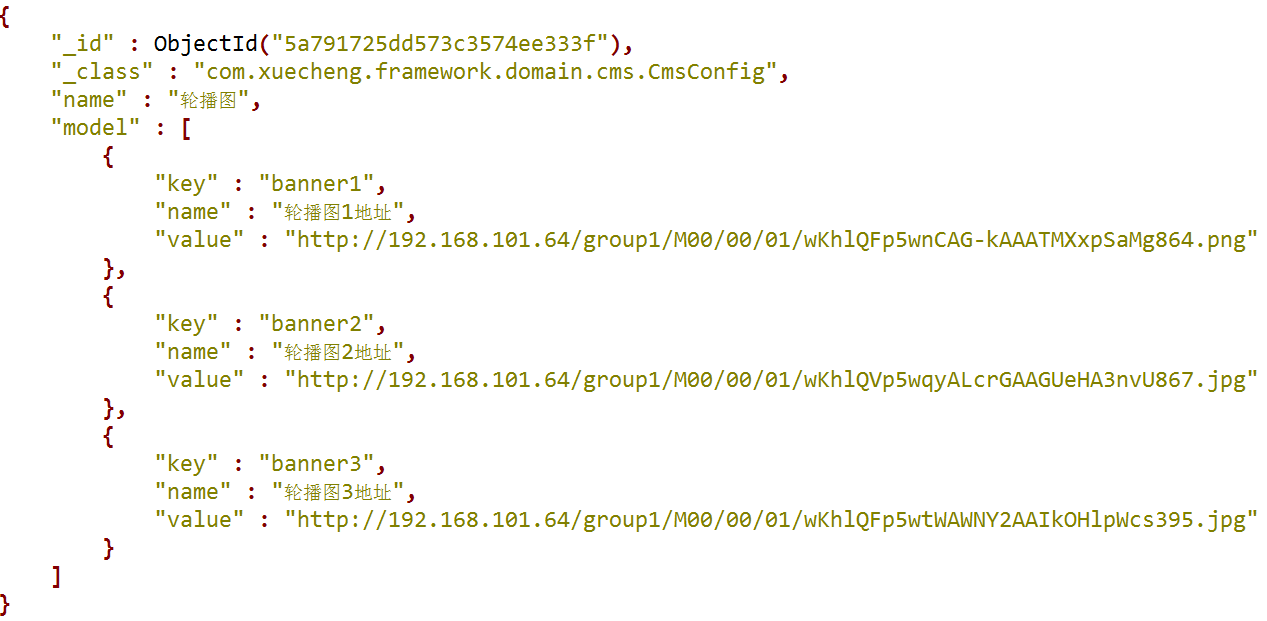 {
    "_id" : ObjectId("5a791725dd573c3574ee333f"),
    "_class" : "com.xuecheng.framework.domain.cms.CmsConfig",
    "name" : "轮播图",
    "model" : [
        {
            "key" : "banner1",
            "name" : "轮播图1地址",
            "value" : "http://192.168.101.64/group1/M00/00/01/wKhlQFp5wnCAG-kAAATMXxpSaMg864.png"
        },
        {
            "key" : "banner2",
            "name" : "轮播图2地址",
            "value" : "http://192.168.101.64/group1/M00/00/01/wKhlQVp5wqyALcrGAAGUeHA3nvU867.jpg"
        },
        {
            "key" : "banner3",
            "name" : "轮播图3地址",
            "value" : "http://192.168.101.64/group1/M00/00/01/wKhlQFp5wtWAWNY2AAIkOHlpWcs395.jpg"
        }
    ]
}